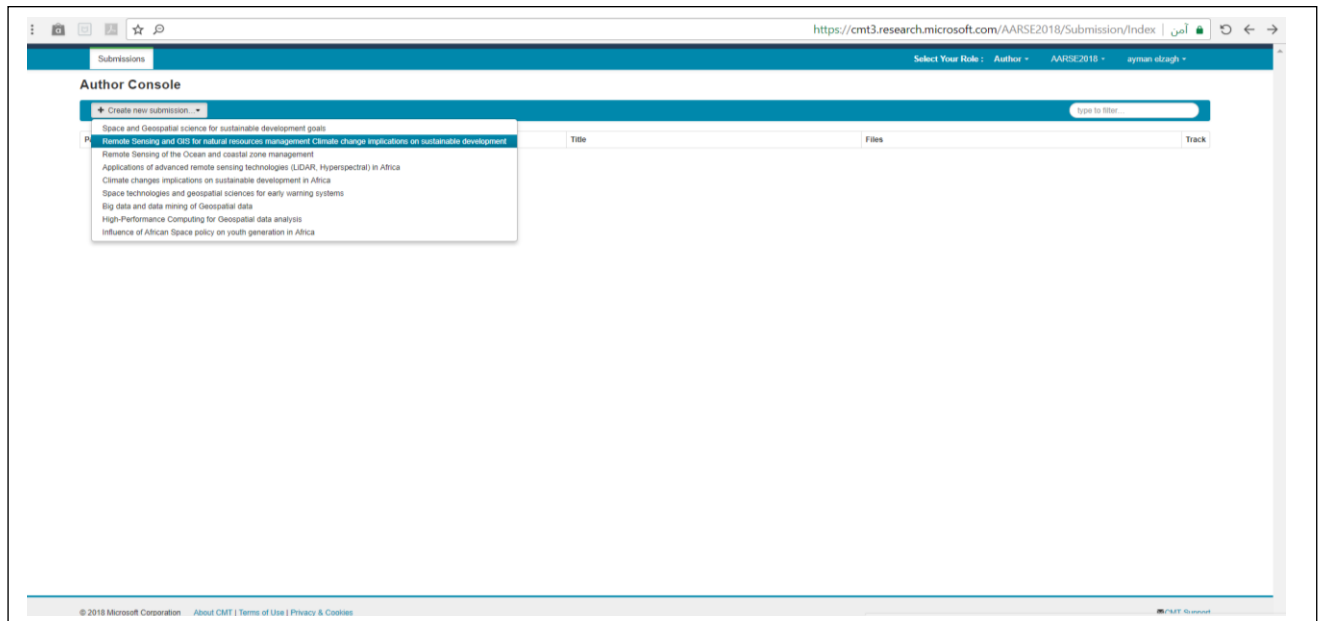 https://cmt3.research.microsoft.com/AARSE2018/Submission/Index | آمن
Submissions
Select Your Role : Author
AARSE2018
ayman elzagh
Author Console
+ Create new submission...
type to filter...
Space and Geospatial science for sustainable development goals
Remote Sensing and GIS for natural resources management Climate change implications on sustainable development
Title
Files
Track
Remote Sensing of the Ocean and coastal zone management
Applications of advanced remote sensing technologies (LiDAR, Hyperspectral) in Africa
Climate changes implications on sustainable development in Africa
Space technologies and geospatial sciences for early warning systems
Big data and data mining of Geospatial data
High-Performance Computing for Geospatial data analysis
Influence of African Space policy on youth generation in Africa
© 2018 Microsoft Corporation About CMT | Terms of Use | Privacy & Cookies
CMT Support